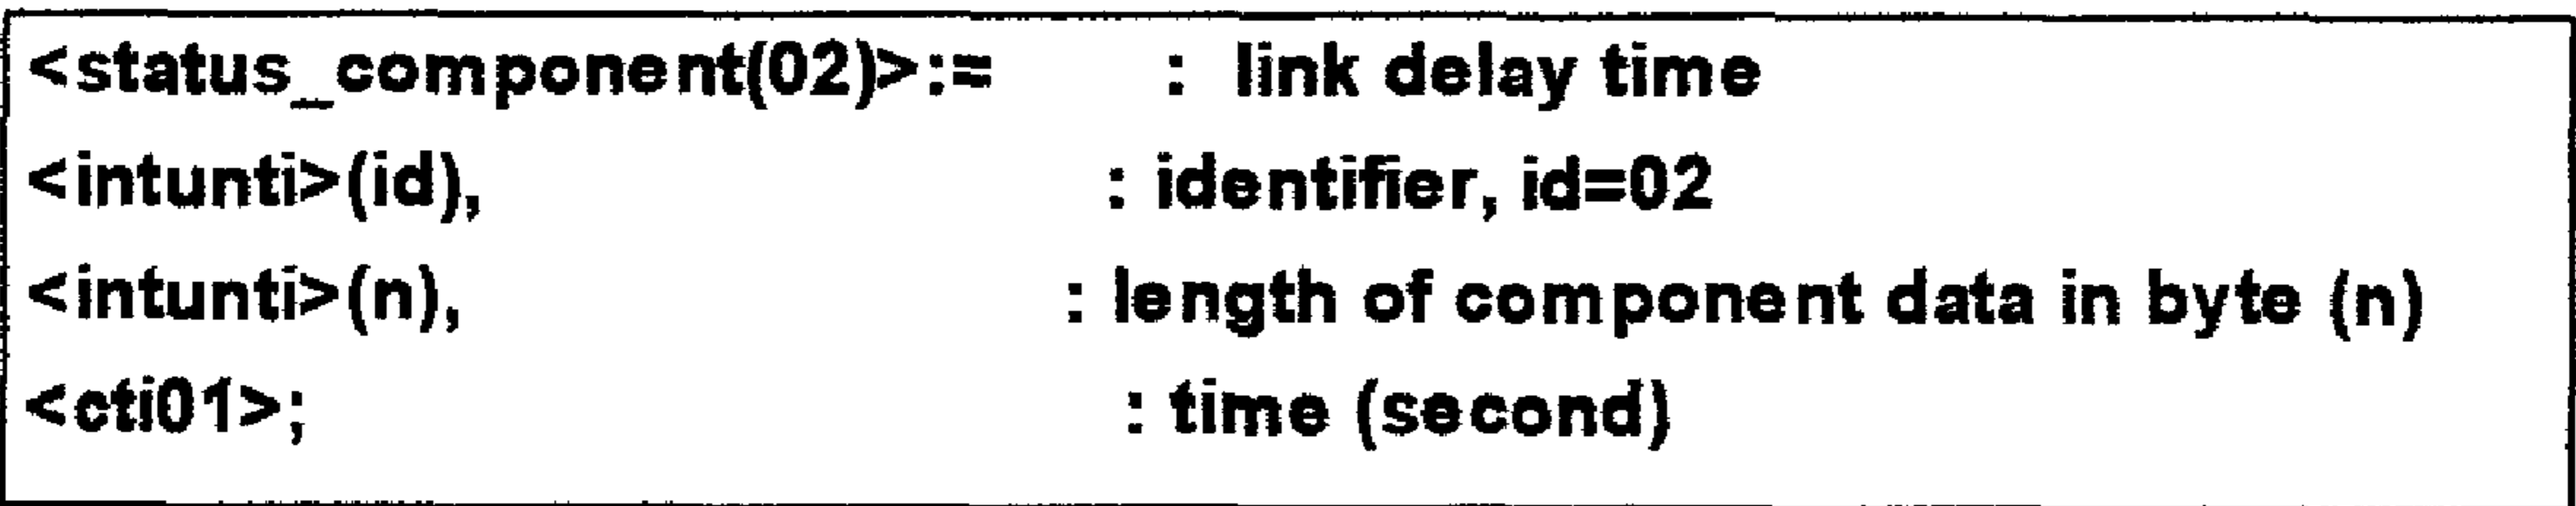 <status_component(02)>:= : link delay time
<intunti>(id), : identifier, id=02
<intunti>(n), : length of component data in byte (n)
<cti01>; : time (second)